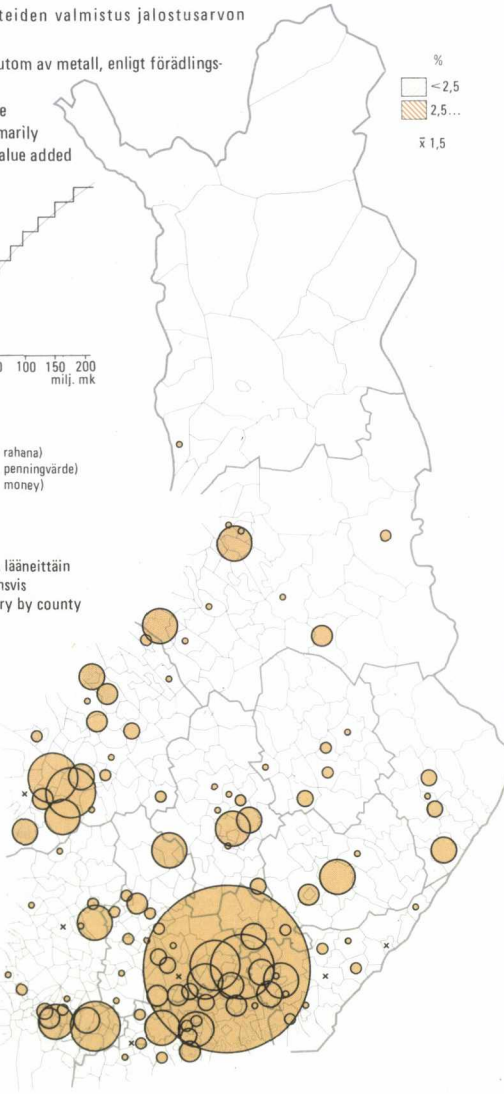 teiden valmistus jalostusarvon
utom av metall, enligt förädlings-
e
marily
alue added
%
<2,5
2,5...
x̄ 1,5
0 100 150 200
milj. mk
rahana)
penningvärde)
money)
lääneittäin
nsvis
ry by county